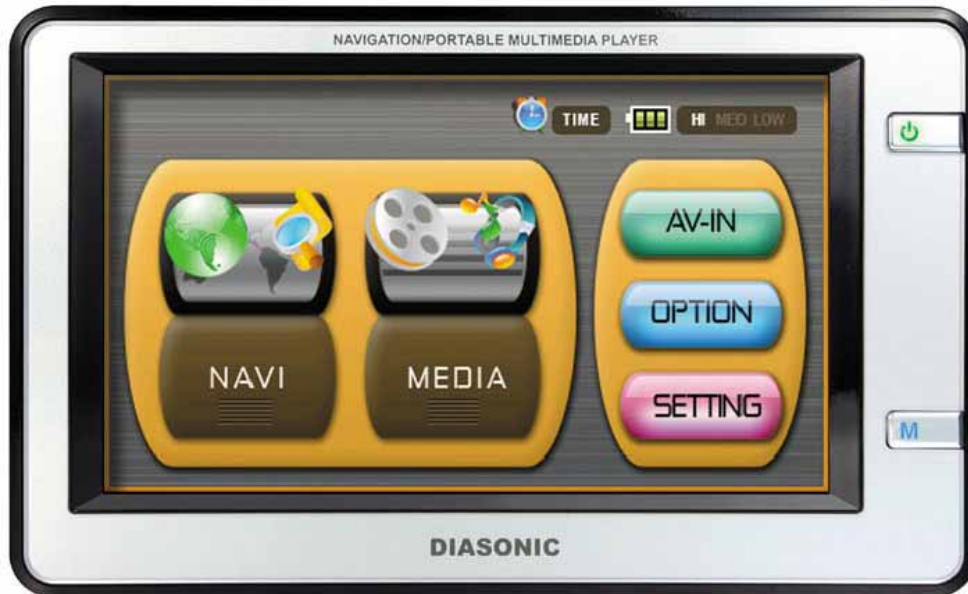 NAVIGATION/PORTABLE MULTIMEDIA PLAYER
TIME HI MED LOW
NAVI MEDIA
AV-IN
OPTION
SETTING
M
DIASONIC